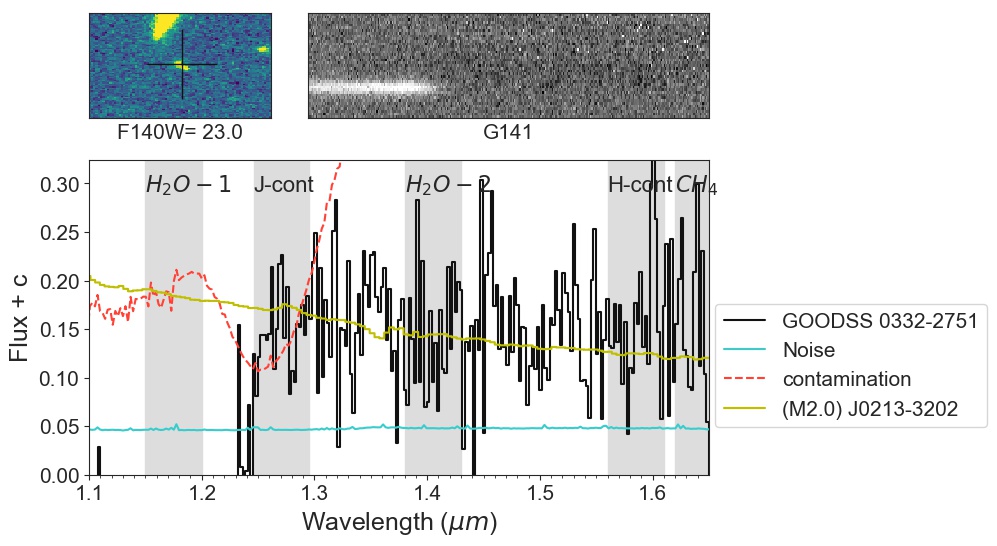 F140W= 23.0
G141
H₂O − 1
J-cont
H₂O − 2
H-cont
CH₄
0.30
0.25
0.20
0.15
0.10
0.05
0.00
Flux + c
1.1
1.2
1.3
1.4
1.5
1.6
Wavelength (μm)
GOODSS 0332-2751
Noise
contamination
(M2.0) J0213-3202